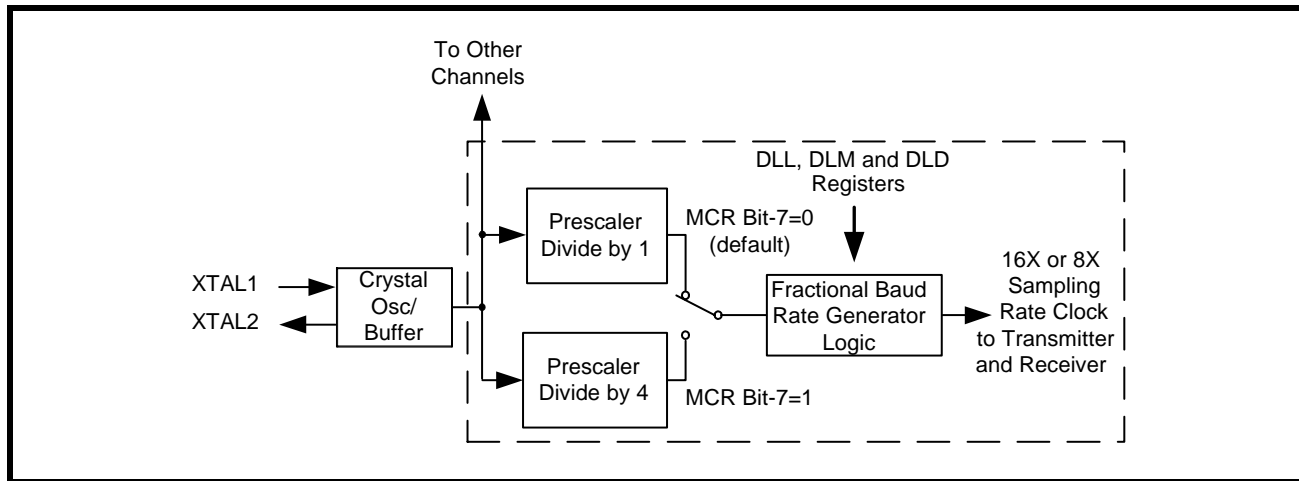 To Other
Channels
DLL, DLM and DLD
Registers
Prescaler
Divide by 1
MCR Bit-7=0
(default)
XTAL1
XTAL2
Crystal
Osc/
Buffer
Fractional Baud
Rate Generator
Logic
16X or 8X
Sampling
Rate Clock
to Transmitter
and Receiver
Prescaler
Divide by 4
MCR Bit-7=1